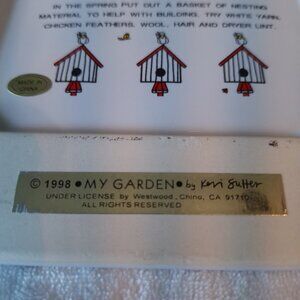 IN THE SPRING PUT OUT A BASKET OF NESTING
MATERIAL TO HELP WITH BUILDING. TRY WHITE YARN,
CHICKEN FEATHERS, WOOL, HAIR AND DRYER LINT.
MADE IN
CHINA
© 1998 • MY GARDEN • by Keri Sutter
UNDER LICENSE by Westwood, Chino, CA 91710
ALL RIGHTS RESERVED